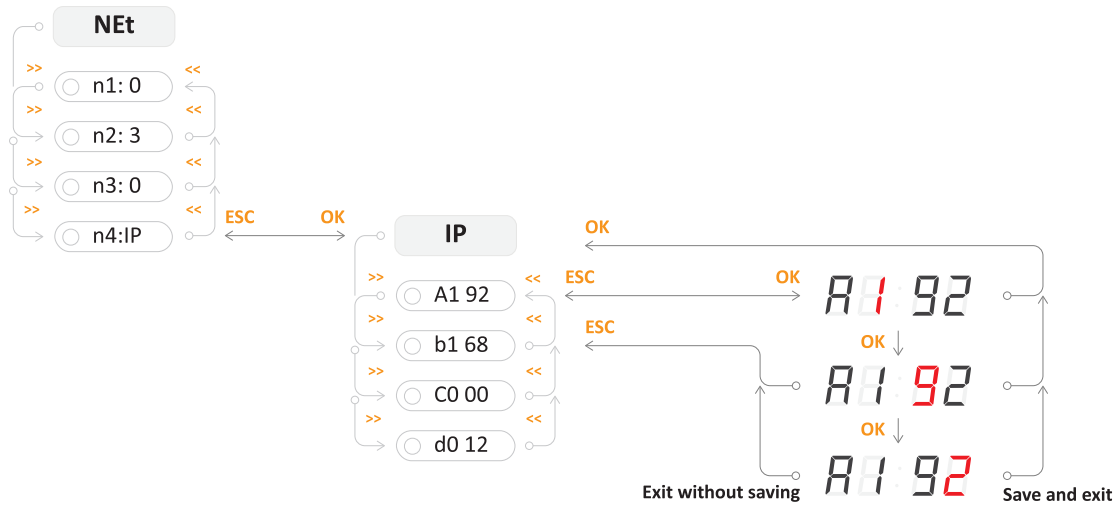 NEt
>> <<
n1: 0
>> <<
n2: 3
>> <<
n3: 0
>> <<
n4:IP
ESC OK
IP
OK
>> <<
A1 92
ESC OK
A1:92
>> <<
b1 68
ESC
OK
>> <<
C0 00
A1:92
>> <<
d0 12
OK
A1:92
Exit without saving
Save and exit